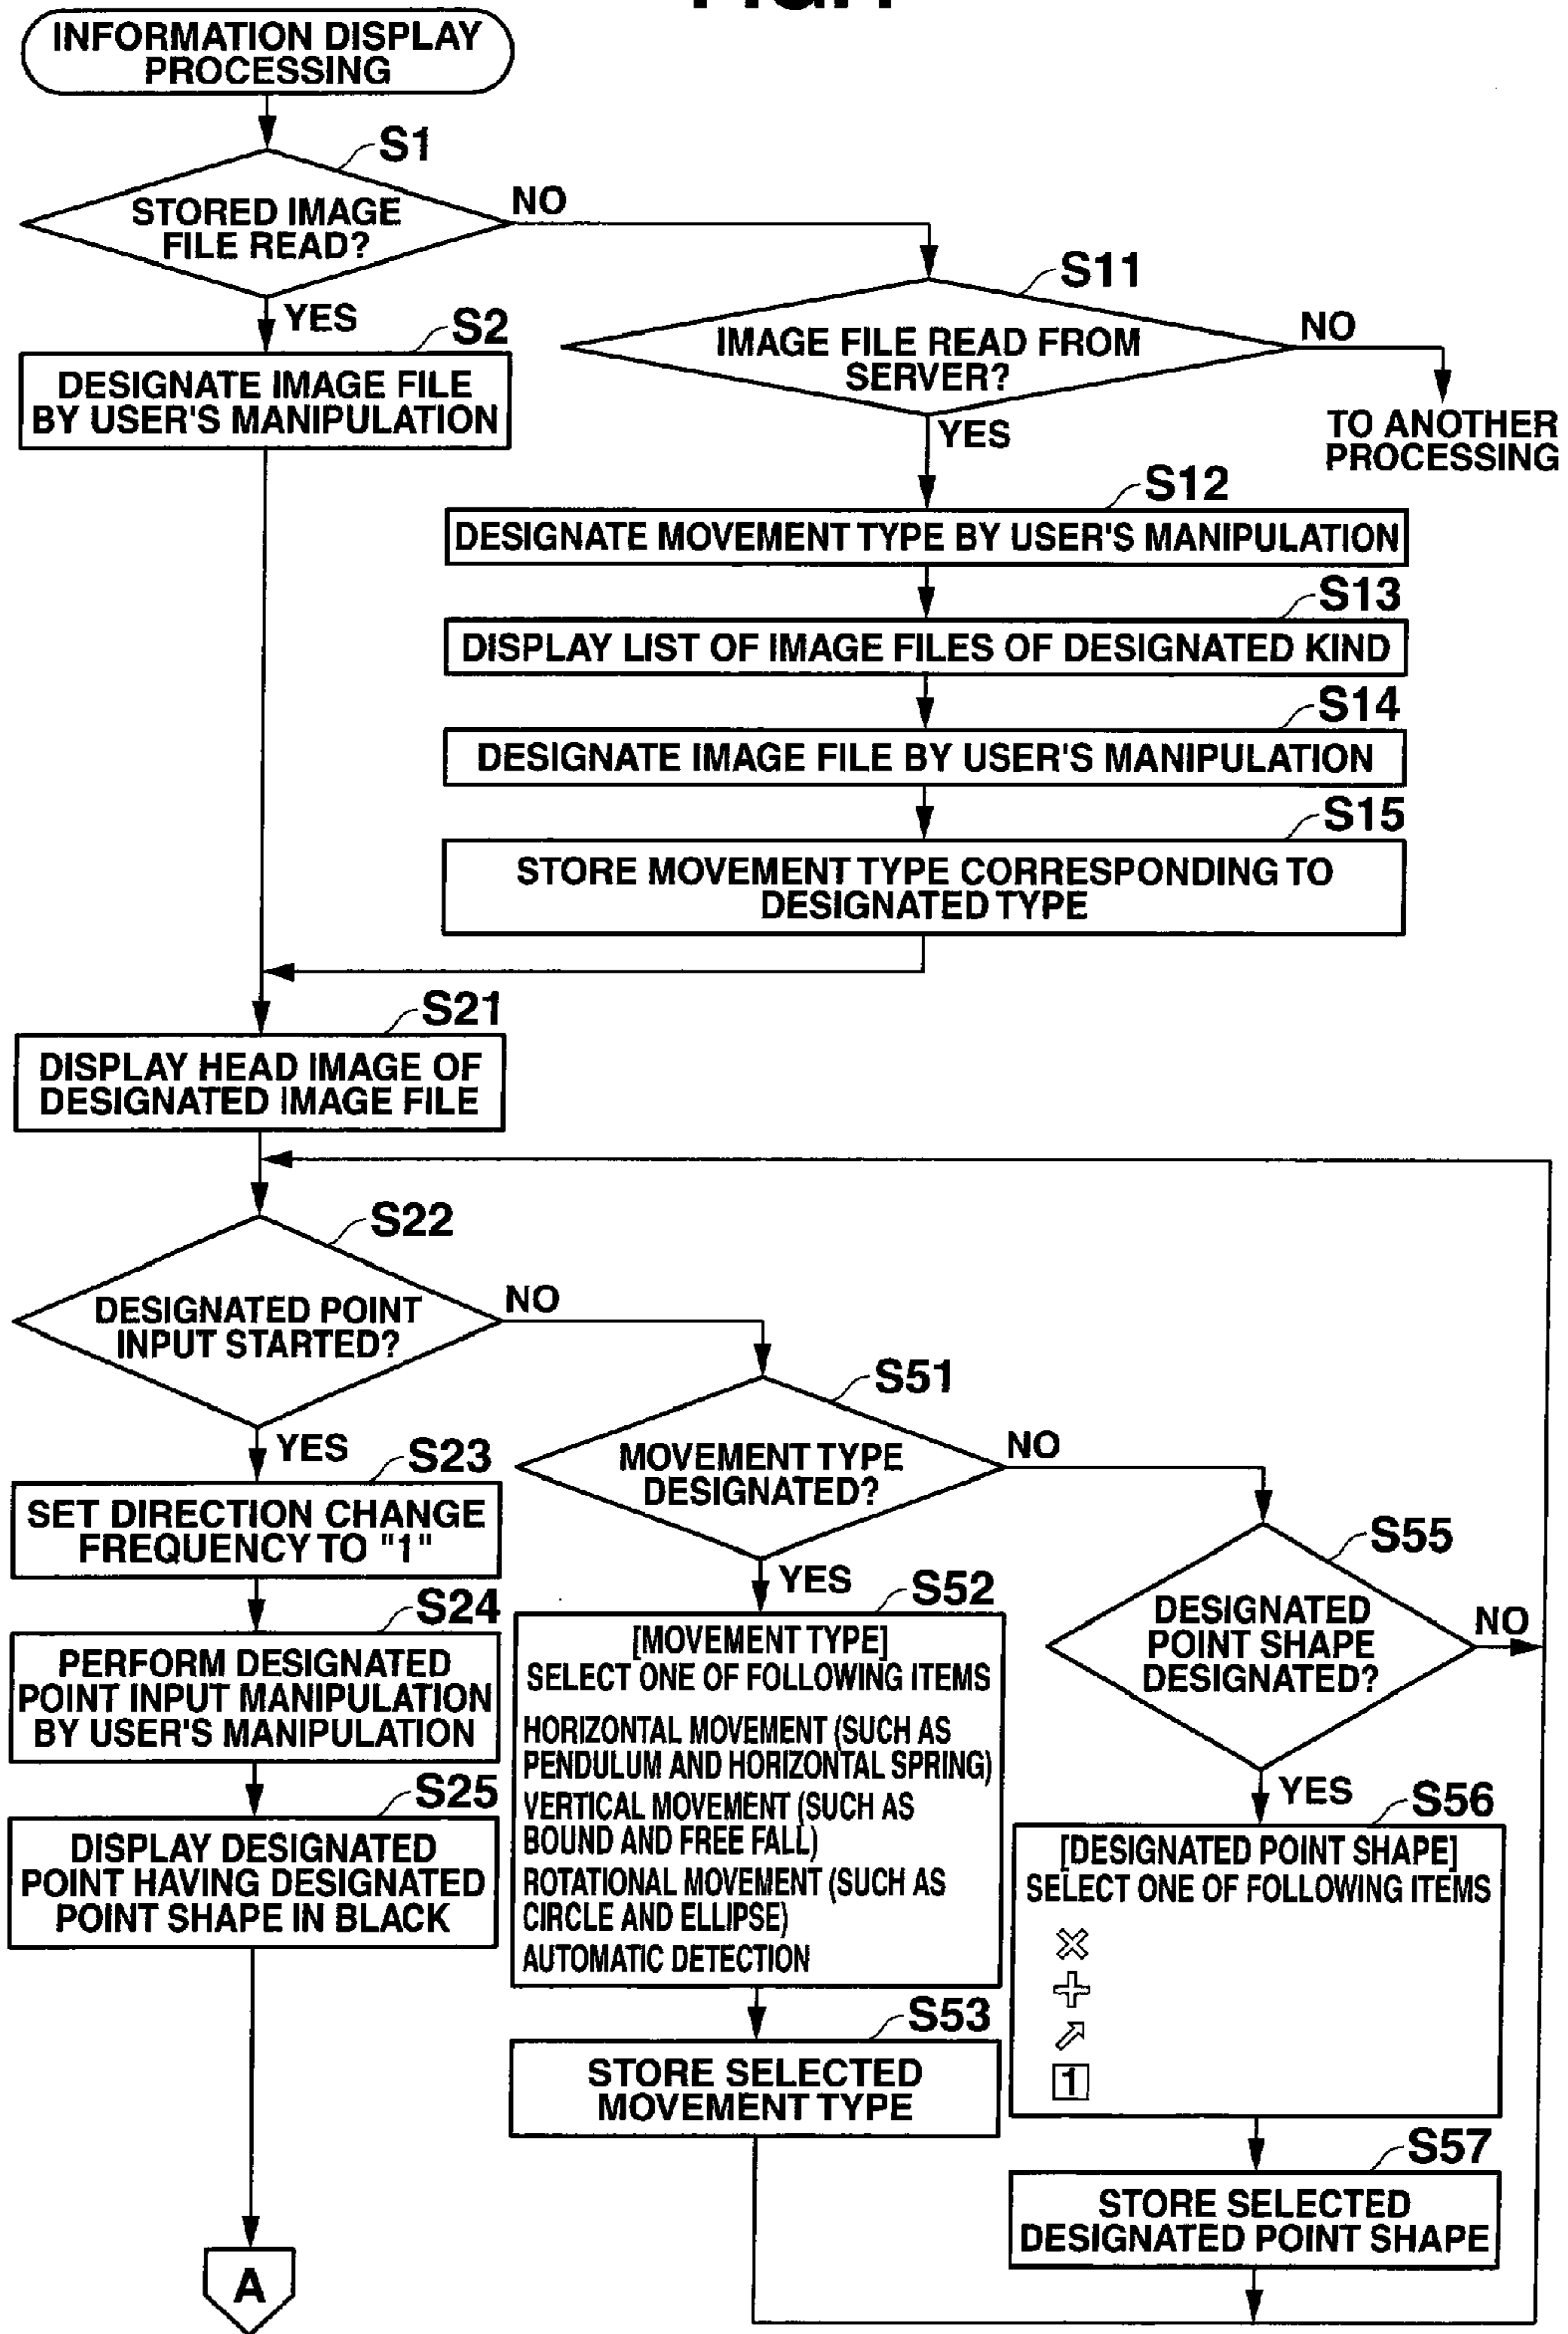 INFORMATION DISPLAY
PROCESSING
S1
STORED IMAGE
FILE READ?
NO
YES
S11
IMAGE FILE READ FROM
SERVER?
NO
TO ANOTHER
PROCESSING
YES
S2
DESIGNATE IMAGE FILE
BY USER'S MANIPULATION
S12
DESIGNATE MOVEMENT TYPE BY USER'S MANIPULATION
S13
DISPLAY LIST OF IMAGE FILES OF DESIGNATED KIND
S14
DESIGNATE IMAGE FILE BY USER'S MANIPULATION
S15
STORE MOVEMENT TYPE CORRESPONDING TO
DESIGNATED TYPE
S21
DISPLAY HEAD IMAGE OF
DESIGNATED IMAGE FILE
S22
DESIGNATED POINT
INPUT STARTED?
NO
YES
S23
SET DIRECTION CHANGE
FREQUENCY TO "1"
S24
PERFORM DESIGNATED
POINT INPUT MANIPULATION
BY USER'S MANIPULATION
S25
DISPLAY DESIGNATED
POINT HAVING DESIGNATED
POINT SHAPE IN BLACK
A
S51
MOVEMENT TYPE
DESIGNATED?
NO
YES
S52
[MOVEMENT TYPE]
SELECT ONE OF FOLLOWING ITEMS
HORIZONTAL MOVEMENT (SUCH AS
PENDULUM AND HORIZONTAL SPRING)
VERTICAL MOVEMENT (SUCH AS
BOUND AND FREE FALL)
ROTATIONAL MOVEMENT (SUCH AS
CIRCLE AND ELLIPSE)
AUTOMATIC DETECTION
S53
STORE SELECTED
MOVEMENT TYPE
S55
DESIGNATED
POINT SHAPE
DESIGNATED?
NO
YES
S56
[DESIGNATED POINT SHAPE]
SELECT ONE OF FOLLOWING ITEMS
1
S57
STORE SELECTED
DESIGNATED POINT SHAPE